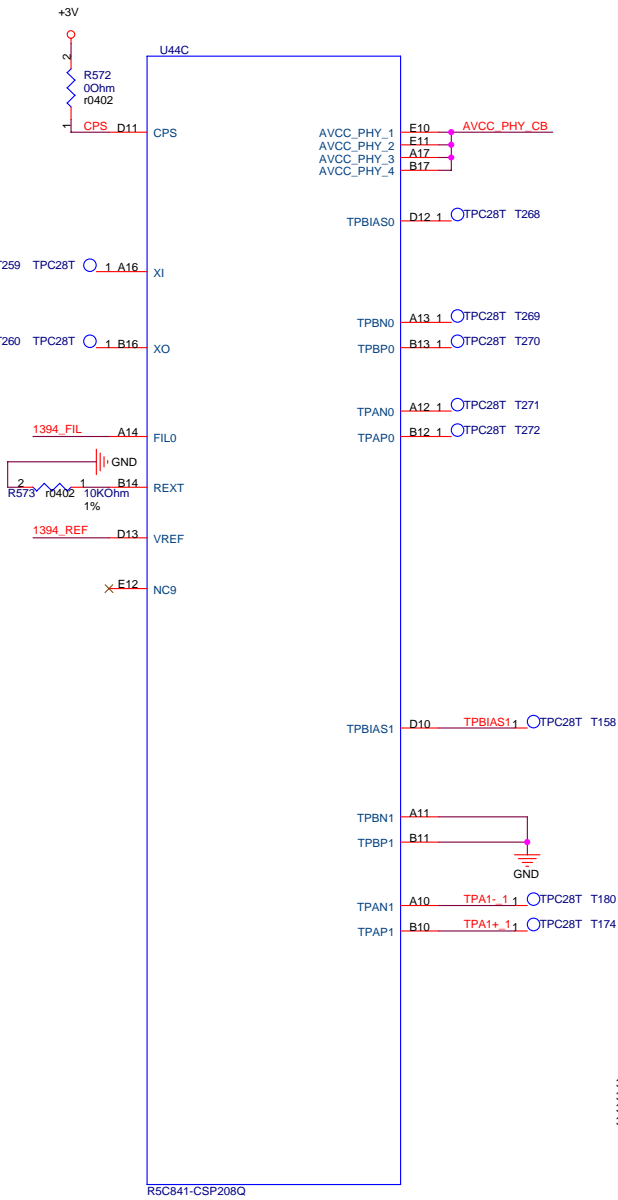 +3V
U44C
2
R572
0Ohm
r0402
1
CPS D11 CPS
AVCC_PHY_1 E10 AVCC_PHY_CB
AVCC_PHY_2 E11
AVCC_PHY_3 A17
AVCC_PHY_4 B17
TPBIAS0 D12 1 TPC28T T268
TPC28T 1 A16 XI
TPBN0 A13 1 TPC28T T269
TPC28T 1 B16 XO
TPBP0 B13 1 TPC28T T270
TPAN0 A12 1 TPC28T T271
1394_FIL A14 FIL0
TPAP0 B12 1 TPC28T T272
GND
2 1 B14 REXT
R573 r0402 10KOhm
1%
1394_REF D13 VREF
E12 NC9
TPBIAS1 D10 TPBIAS1 1 TPC28T T158
TPBN1 A11
TPBP1 B11
GND
TPAN1 A10 TPA1-_1 1 TPC28T T180
TPAP1 B10 TPA1+_1 1 TPC28T T174
R5C841-CSP208Q